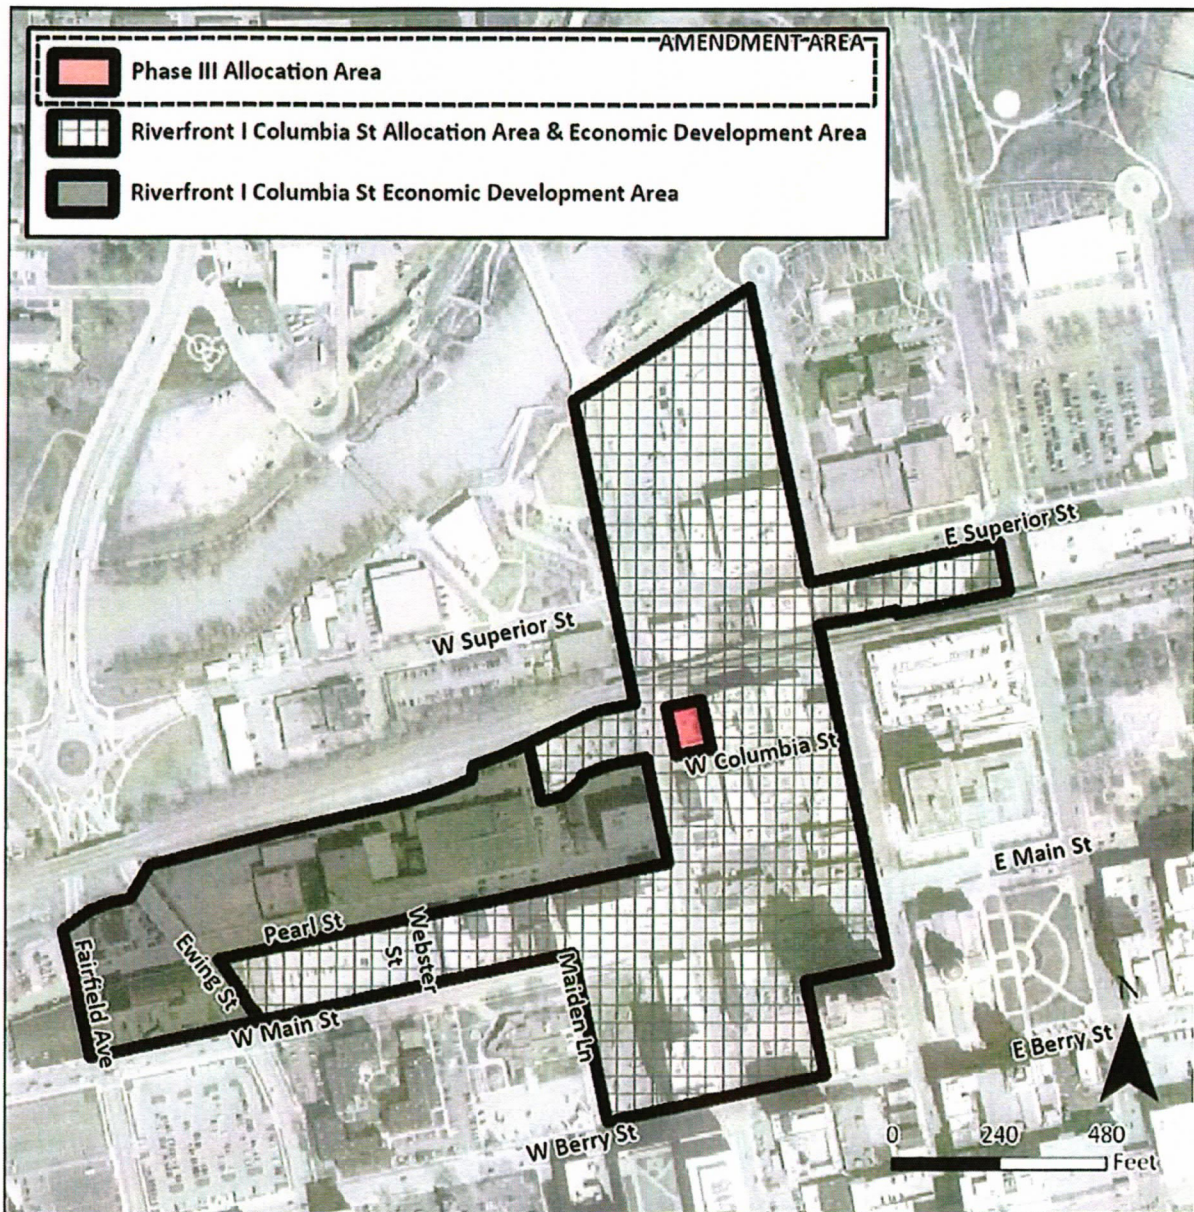 AMENDMENT AREA
Phase III Allocation Area
Riverfront I Columbia St Allocation Area & Economic Development Area
Riverfront I Columbia St Economic Development Area
E Superior St
W Superior St
W Columbia St
E Main St
Pearl St
Webster
St
Ewing St
Fairfield Ave
W Main St
Maiden Ln
N
E Berry St
W Berry St
0 240 480
Feet